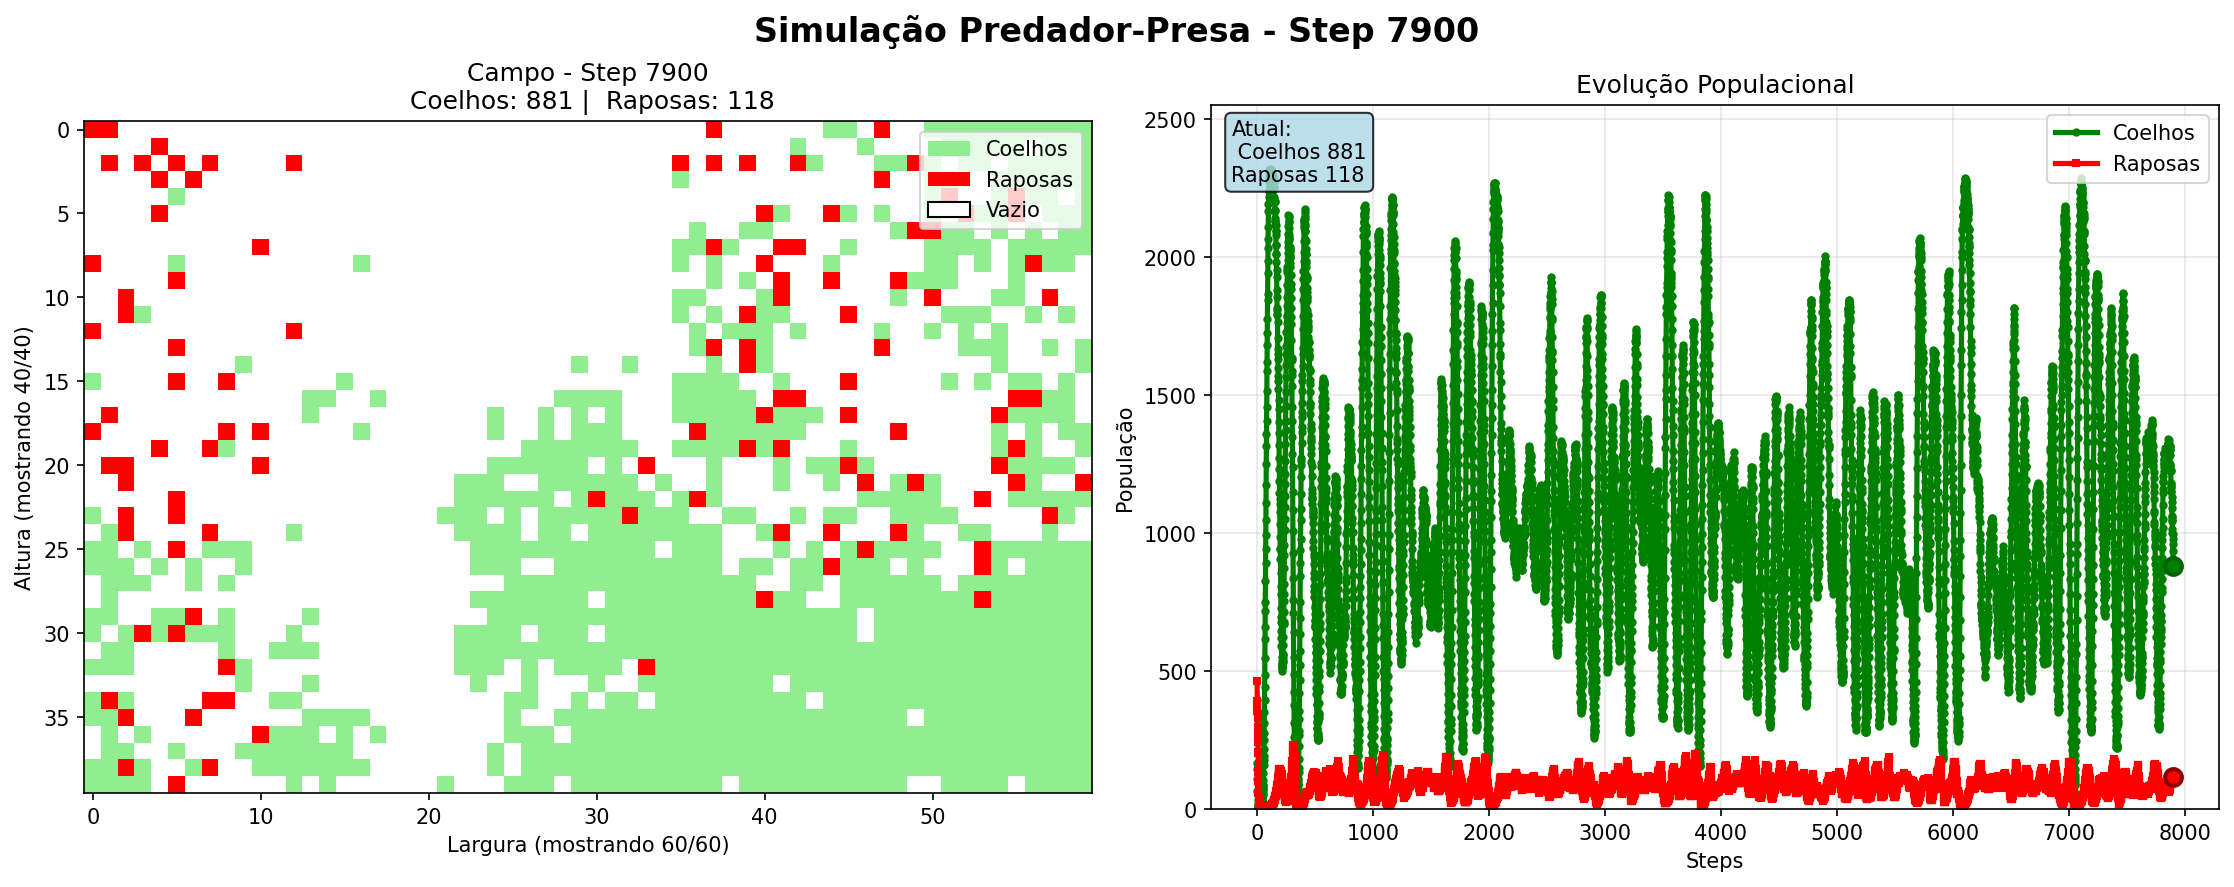 Simulação Predador-Presa - Step 7900
Campo - Step 7900
Coelhos: 881 |  Raposas: 118
0
5
10
15
20
25
30
35
Altura (mostrando 40/40)
0
10
20
30
40
50
Largura (mostrando 60/60)
Coelhos
Raposas
Vazio
Evolução Populacional
2500
2000
1500
1000
500
0
População
0
1000
2000
3000
4000
5000
6000
7000
8000
Steps
Atual:
Coelhos 881
Raposas 118
Coelhos
Raposas